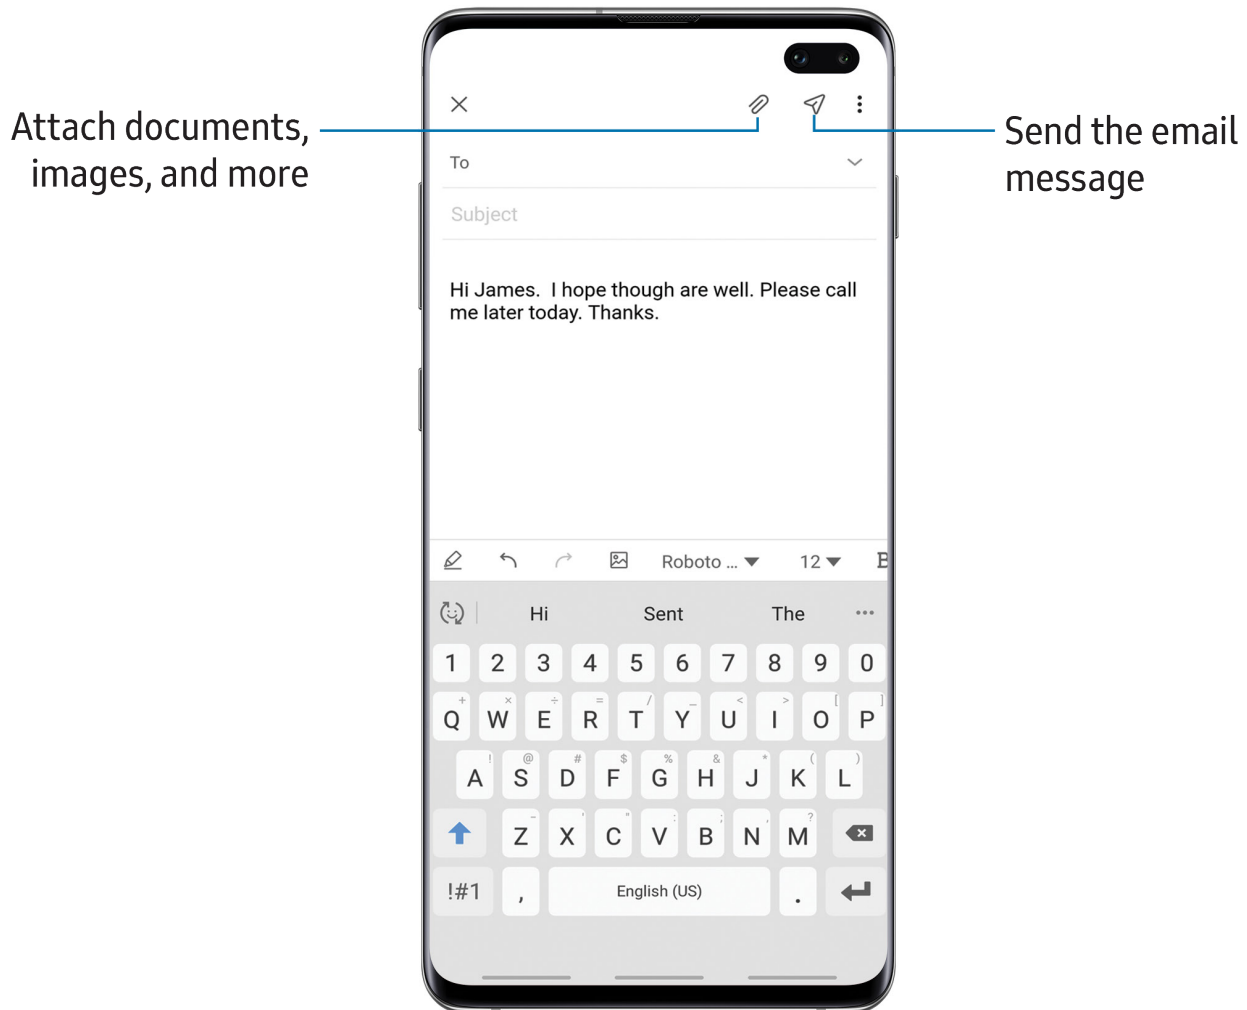 Attach documents,
images, and more
Send the email
message
To
Subject
Hi James.  I hope though are well. Please call
me later today. Thanks.
Roboto ... 12 B
Hi Sent The
1 2 3 4 5 6 7 8 9 0
+ × ÷ = / _ < > [ ]
Q W E R T Y U I O P
! @ # $ % & * ( )
A S D F G H J K L
- ' " : ; , ?
Z X C V B N M
!#1 , English (US) .